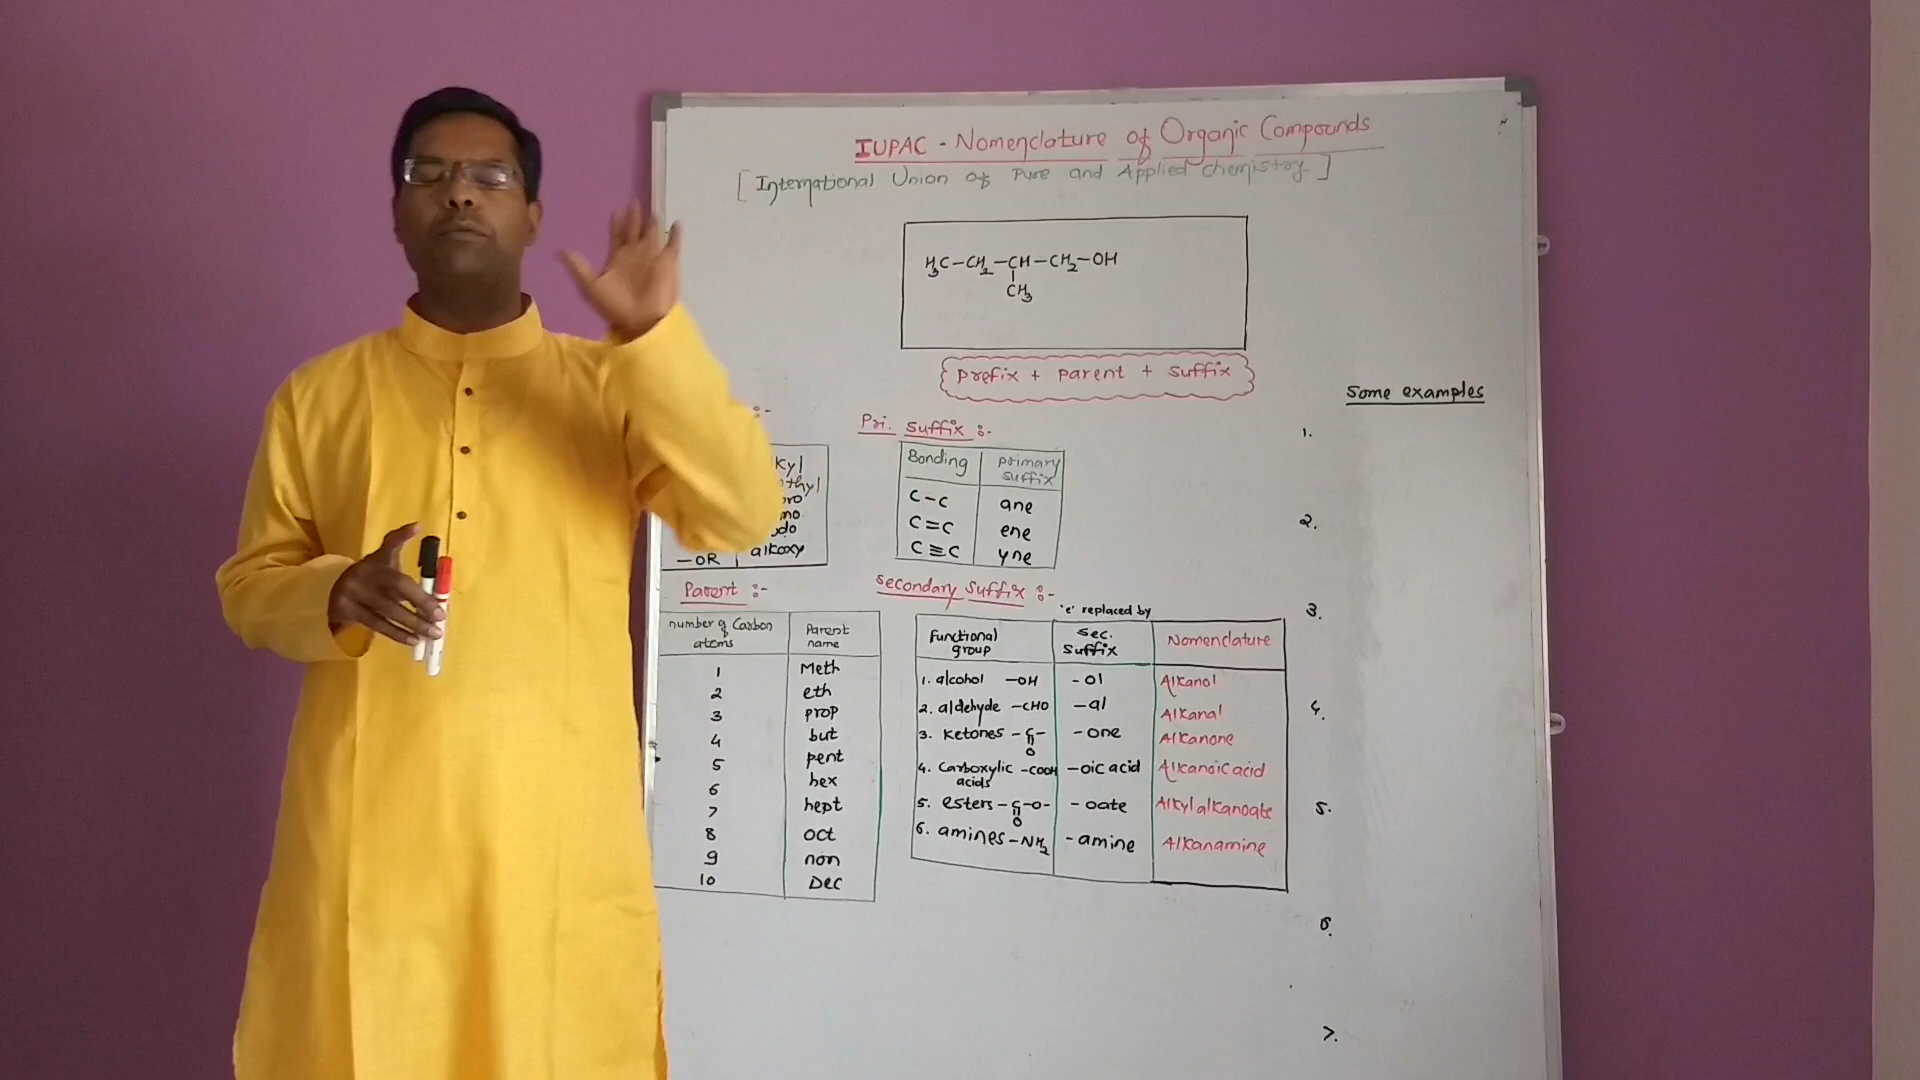 IUPAC - Nomenclature of Organic Compounds
[International Union of Pure and Applied Chemistry]
H3C-CH2-CH-CH2-OH
CH3
Prefix + parent + suffix
Some examples
1.
2.
3.
4.
5.
6.
7.
:-
kyl
thyl
ro
mo
do
-OR alkoxy
Pri. Suffix :-
Bonding primary suffix
C-C ane
C=C ene
C≡C yne
Parent :-
number of Carbon atoms Parent name
1 Meth
2 eth
3 prop
4 but
5 pent
6 hex
7 hept
8 oct
9 non
10 Dec
Secondary Suffix :-
'e' replaced by
Functional group Sec. Suffix Nomenclature
1. alcohol -OH -ol Alkanol
2. aldehyde -CHO -al Alkanal
3. ketones -C- -one Alkanone
O
4. Carboxylic acids -COOH -oic acid Alkanoic acid
5. esters -C-O- -oate Alkyl alkanoate
O
6. amines -NH2 -amine Alkanamine